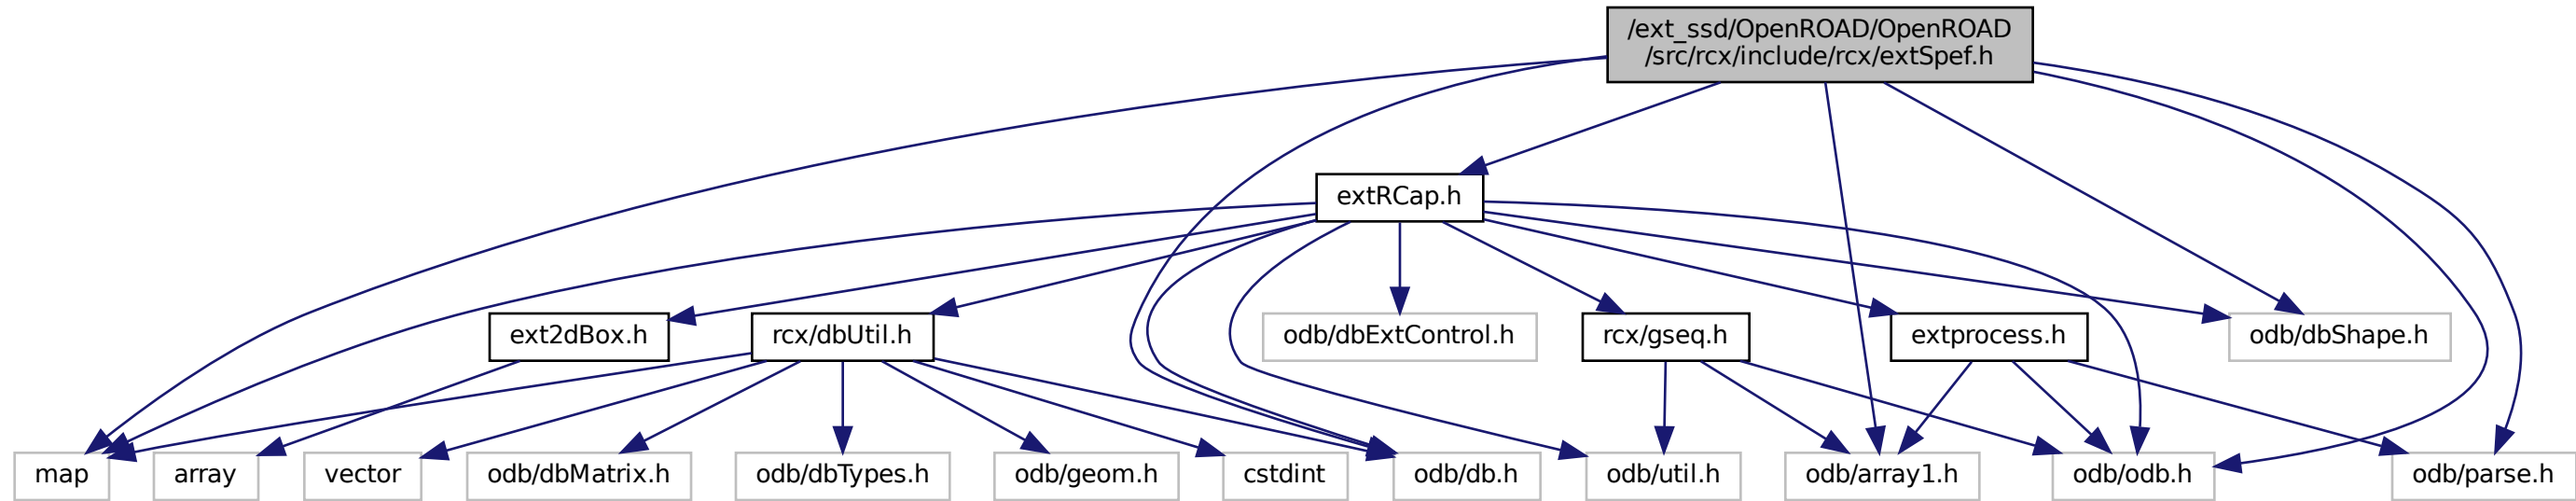 /ext_ssd/OpenROAD/OpenROAD
/src/rcx/include/rcx/extSpef.h
extRCap.h
ext2dBox.h
rcx/dbUtil.h
odb/dbExtControl.h
rcx/gseq.h
extprocess.h
odb/dbShape.h
map
array
vector
odb/dbMatrix.h
odb/dbTypes.h
odb/geom.h
cstdint
odb/db.h
odb/util.h
odb/array1.h
odb/odb.h
odb/parse.h